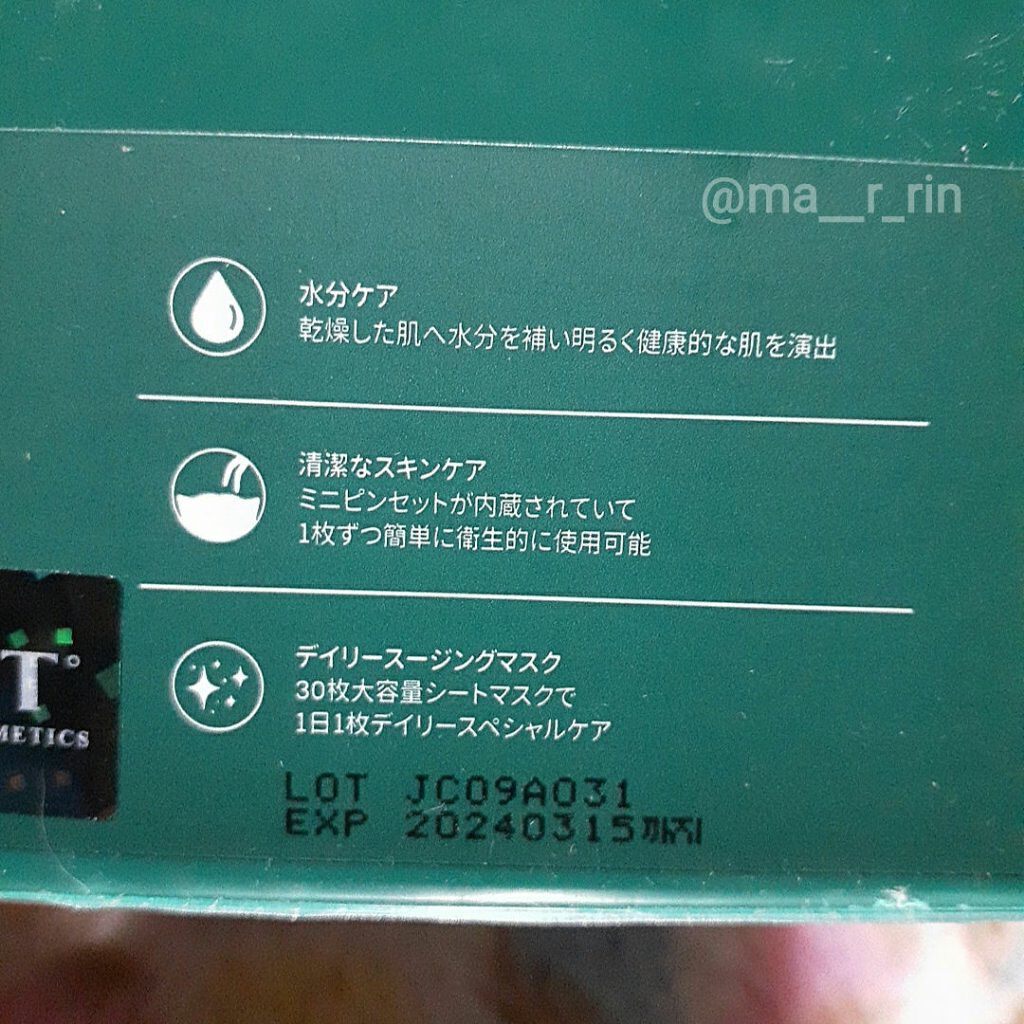 @ma__r_rin
水分ケア
乾燥した肌へ水分を補い明るく健康的な肌を演出
清潔なスキンケア
ミニピンセットが内蔵されていて
1枚ずつ簡単に衛生的に使用可能
デイリースージングマスク
30枚大容量シートマスクで
1日1枚デイリースペシャルケア
T°
METICS
LOT JC09A031
EXP 20240315까지